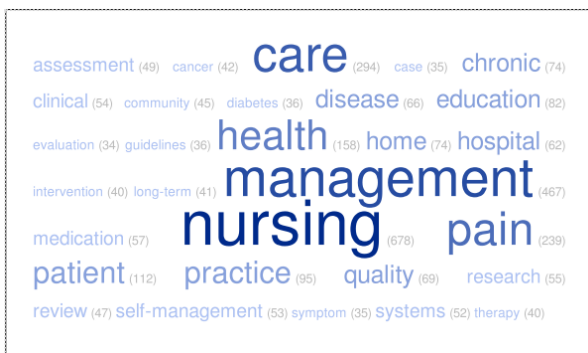 assessment (49) cancer (42) care (294) case (35) chronic (74)
clinical (54) community (45) diabetes (36) disease (66) education (82)
evaluation (34) guidelines (36) health (158) home (74) hospital (62)
intervention (40) long-term (41) management (467)
medication (57) nursing (678) pain (239)
patient (112) practice (95) quality (69) research (55)
review (47) self-management (53) symptom (35) systems (52) therapy (40)